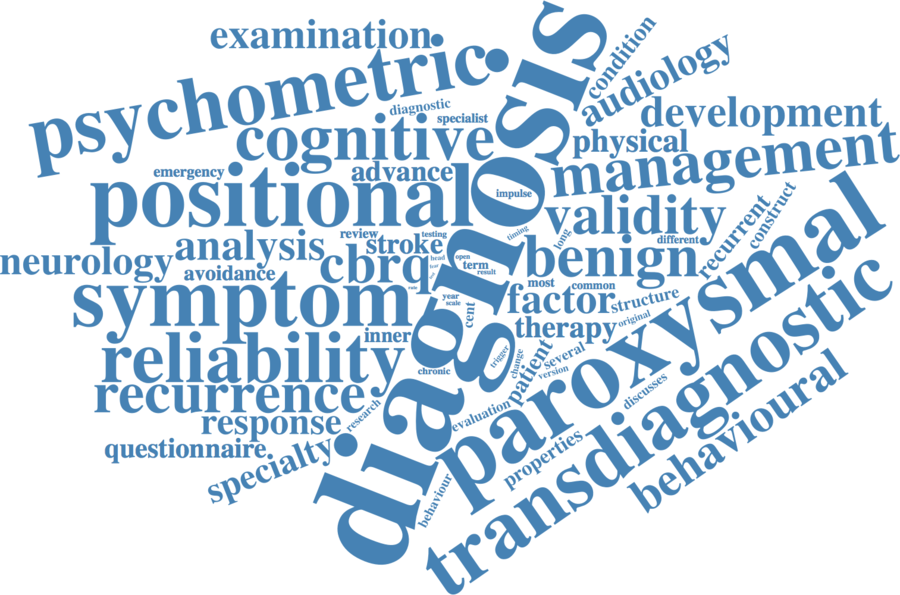 examination
condition
audiology
psychometric
diagnostic
specialist
development
cognitive
physical
diagnosis
emergency
advance
management
positional
impulse
validity
recurrent
construct
review
testing
timing
long
different
analysis
stroke
benign
neurology
avoidance
cbrq
head
open
term
result
test
most
common
symptom
rule
year
scale
cent
factor
structure
original
paroxysmal
inner
therapy
reliability
trigger
change
several
version
chronic
patient
transdiagnostic
recurrence
research
discusses
response
evaluation
behavioural
questionnaire
specialty
properties
behaviour